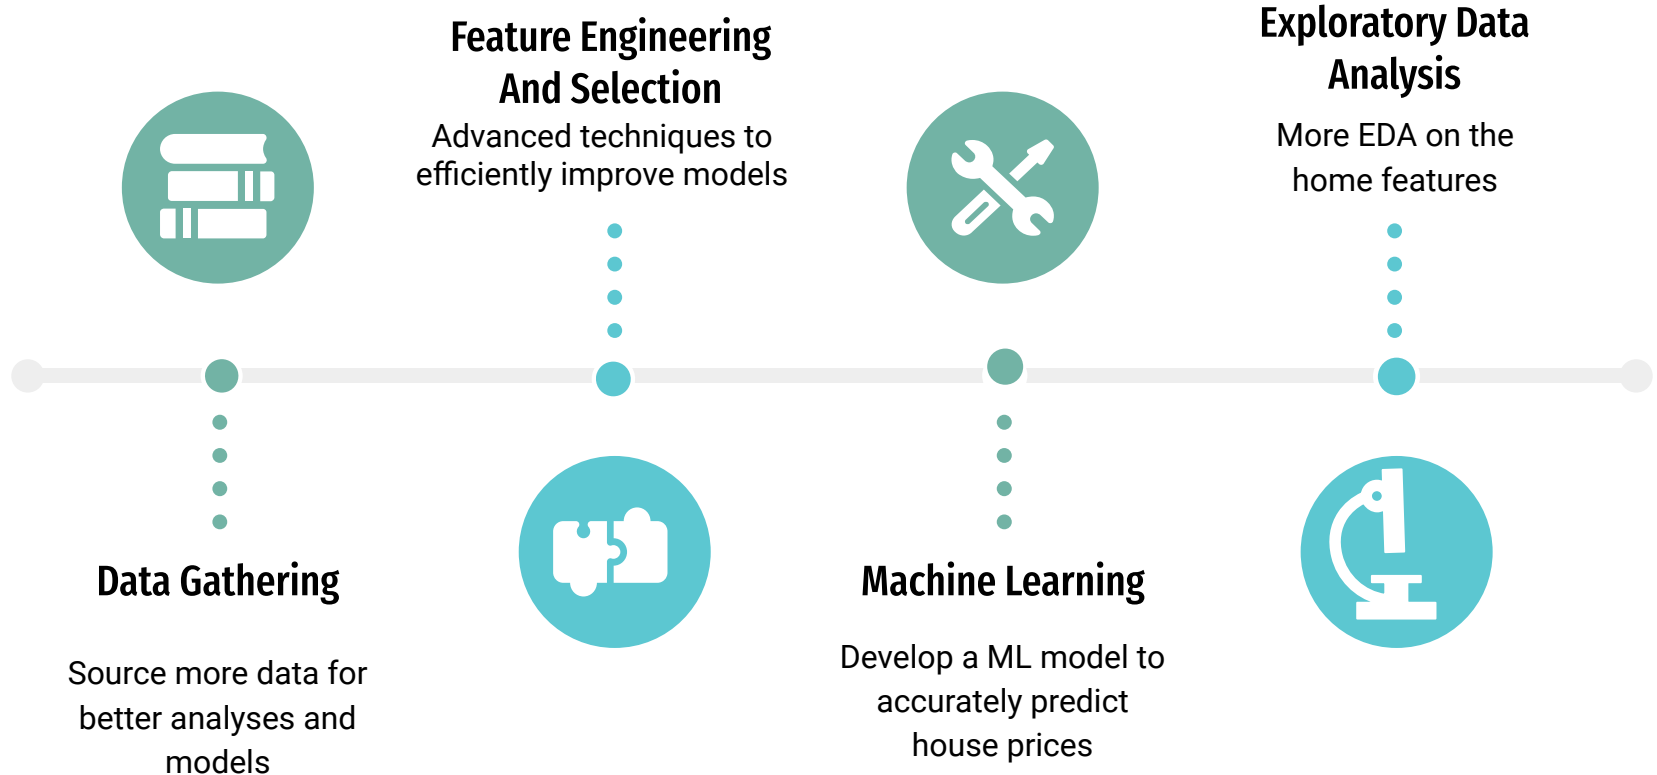 Data Gathering
Source more data for
better analyses and
models
Feature Engineering
And Selection
Advanced techniques to
efficiently improve models
Machine Learning
Develop a ML model to
accurately predict
house prices
Exploratory Data
Analysis
More EDA on the
home features